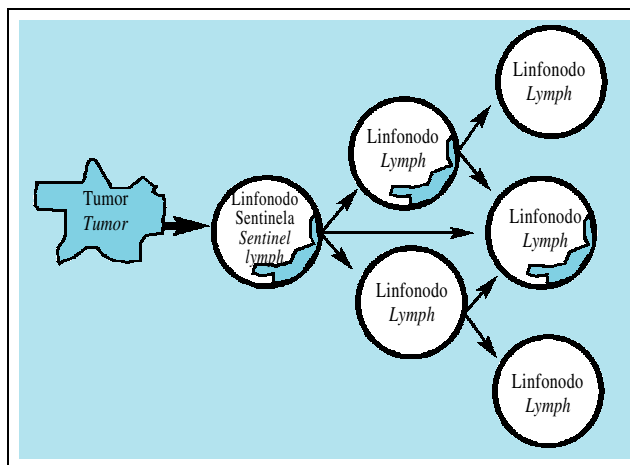 Tumor
Tumor
Linfonodo
Sentinela
Sentinel
lymph
Linfonodo
Lymph
Linfonodo
Lymph
Linfonodo
Lymph
Linfonodo
Lymph
Linfonodo
Lymph